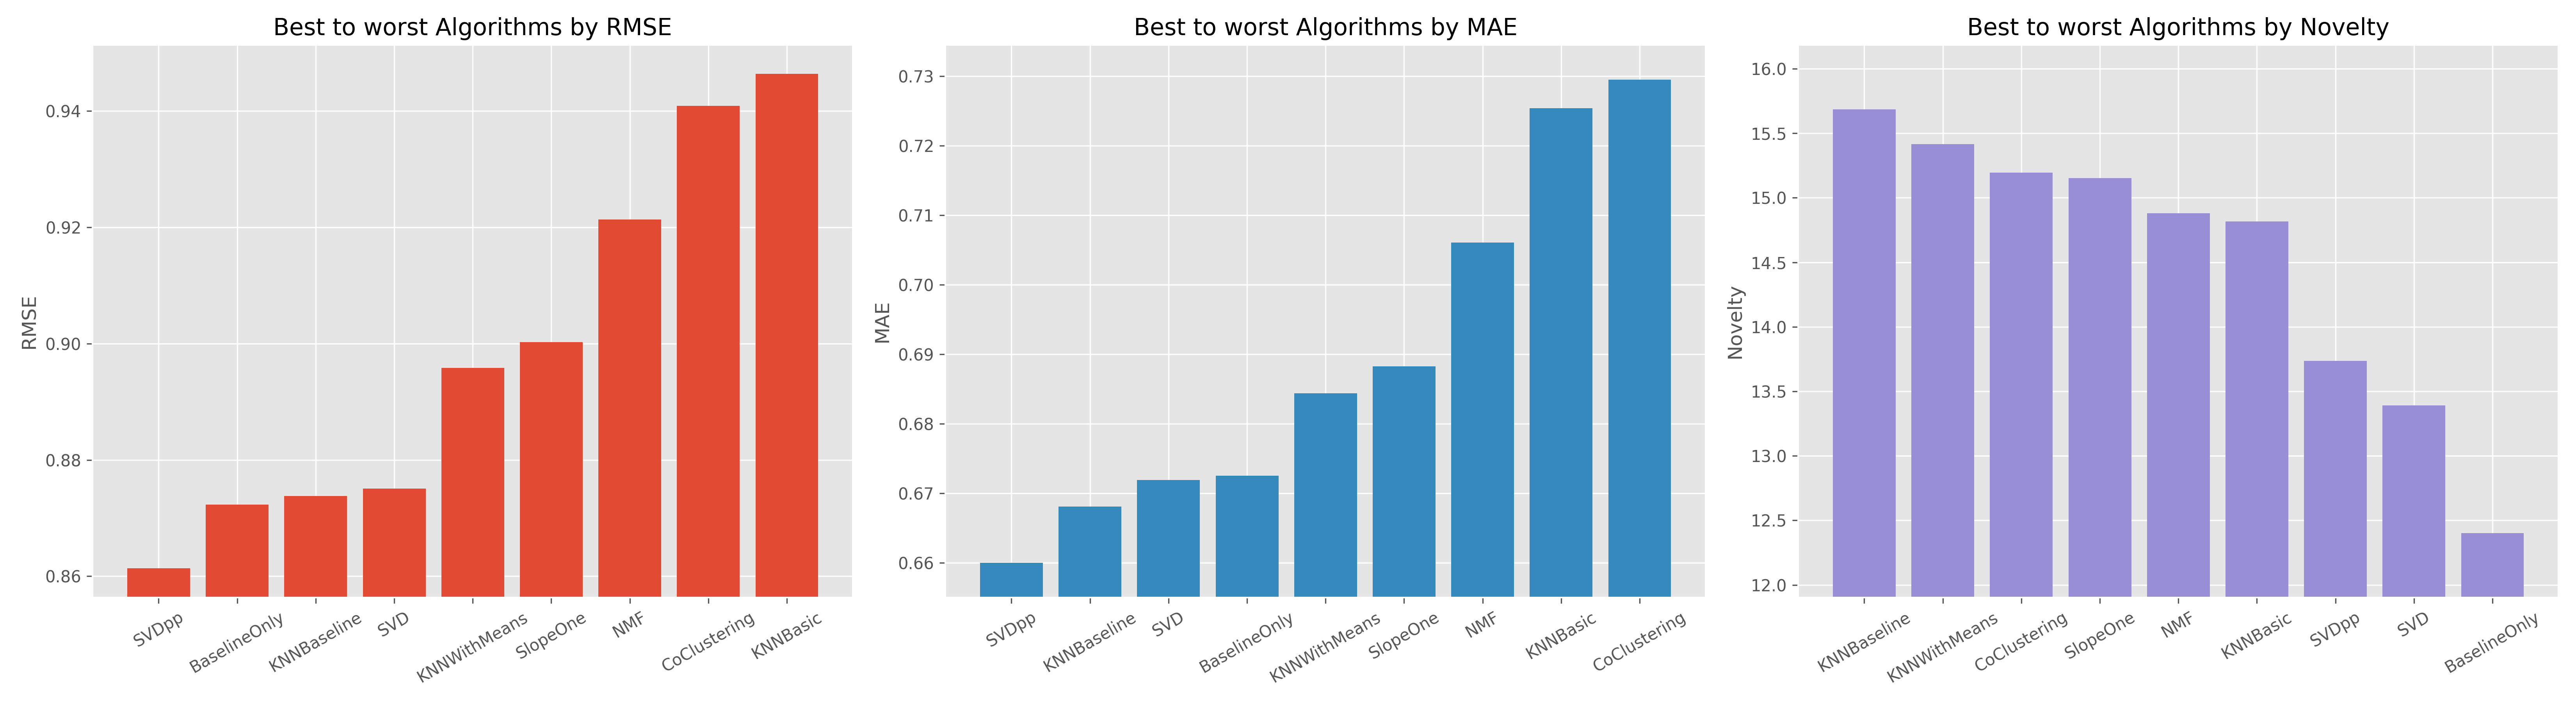 Best to worst Algorithms by RMSE
RMSE
0.94
0.92
0.90
0.88
0.86
SVDpp
BaselineOnly
KNNBaseline
SVD
KNNWithMeans
SlopeOne
NMF
CoClustering
KNNBasic
Best to worst Algorithms by MAE
MAE
0.73
0.72
0.71
0.70
0.69
0.68
0.67
0.66
SVDpp
KNNBaseline
SVD
BaselineOnly
KNNWithMeans
SlopeOne
NMF
KNNBasic
CoClustering
Best to worst Algorithms by Novelty
Novelty
16.0
15.5
15.0
14.5
14.0
13.5
13.0
12.5
12.0
KNNBaseline
KNNWithMeans
CoClustering
SlopeOne
NMF
KNNBasic
SVDpp
SVD
BaselineOnly